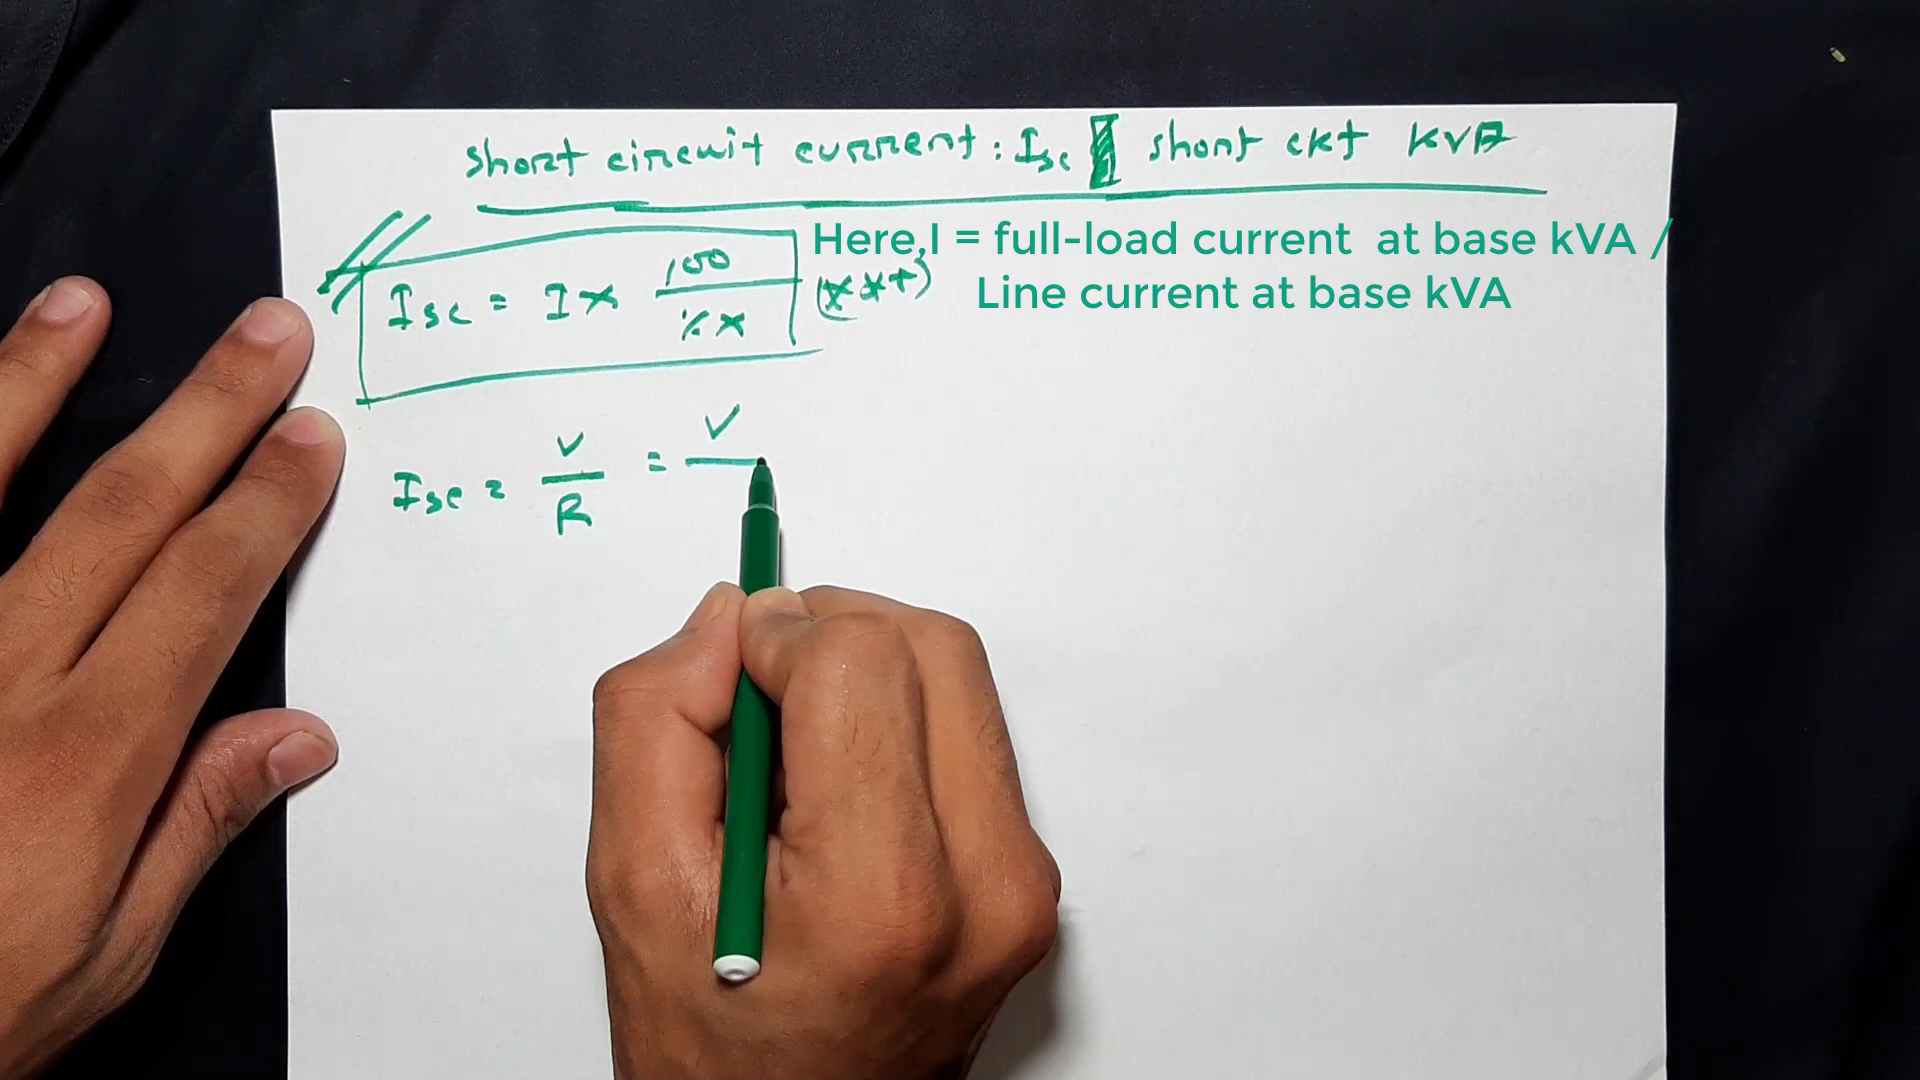 Short circuit current : Isc short ckt KVA
Here,I = full-load current at base kVA /
Line current at base kVA
Isc = I × 100 / %X (***)
Isc = V / R = V